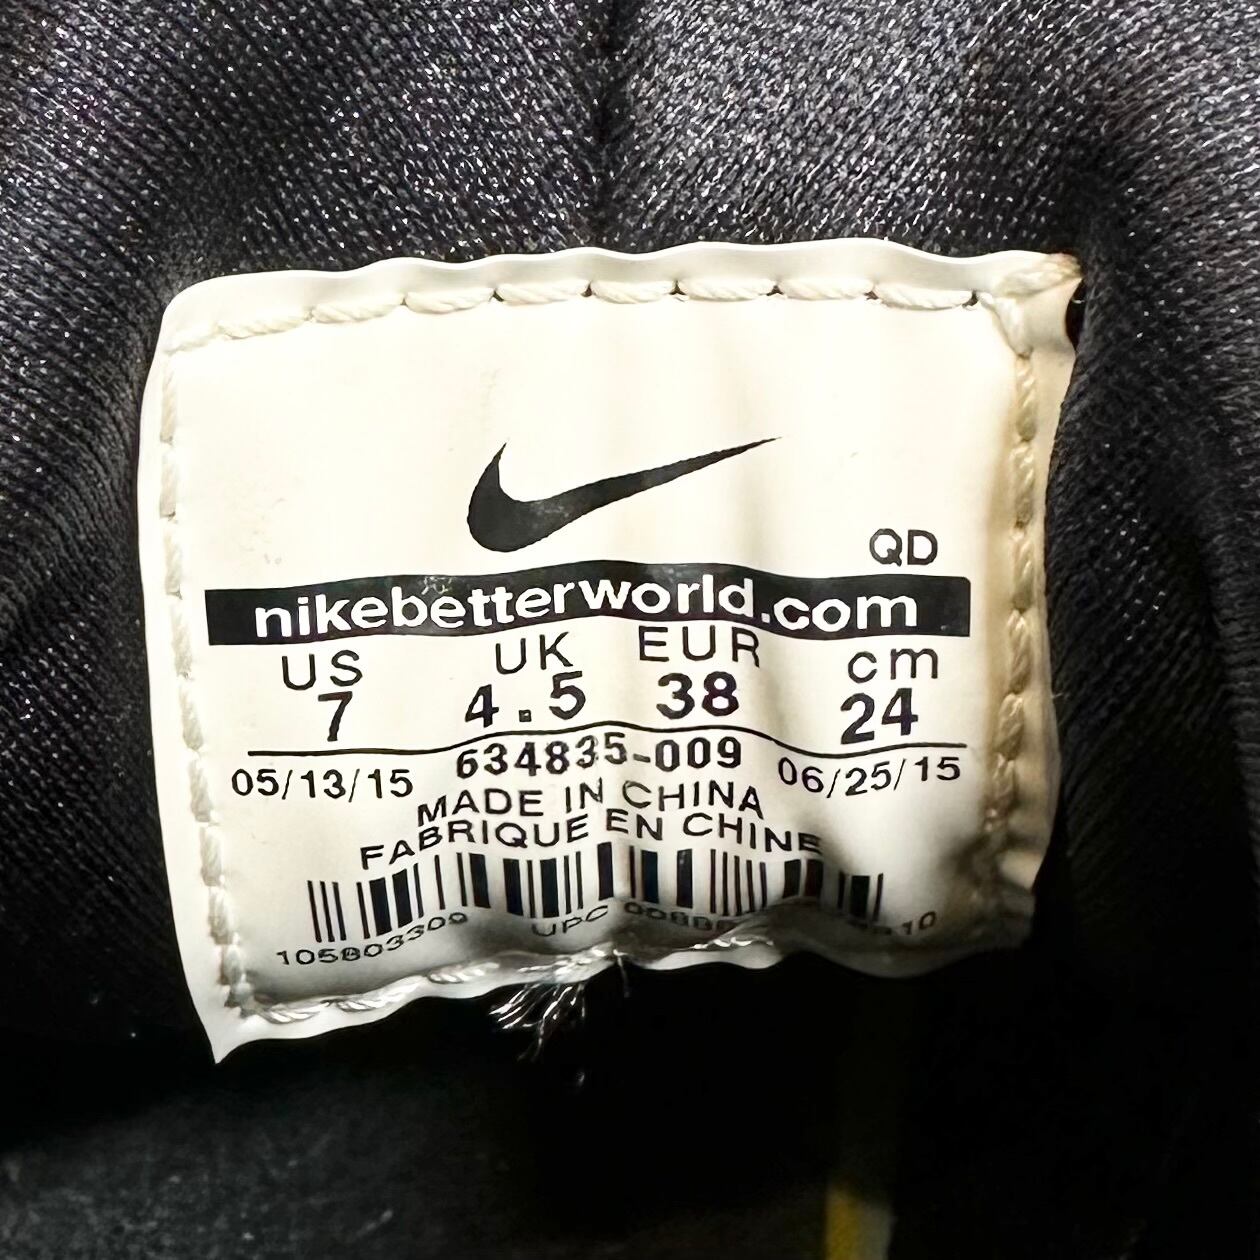 QD
nikebetterworld.com
US UK EUR cm
7 4.5 38 24
634835-009
05/13/15 06/25/15
MADE IN CHINA
FABRIQUE EN CHINE
105803309 UPC